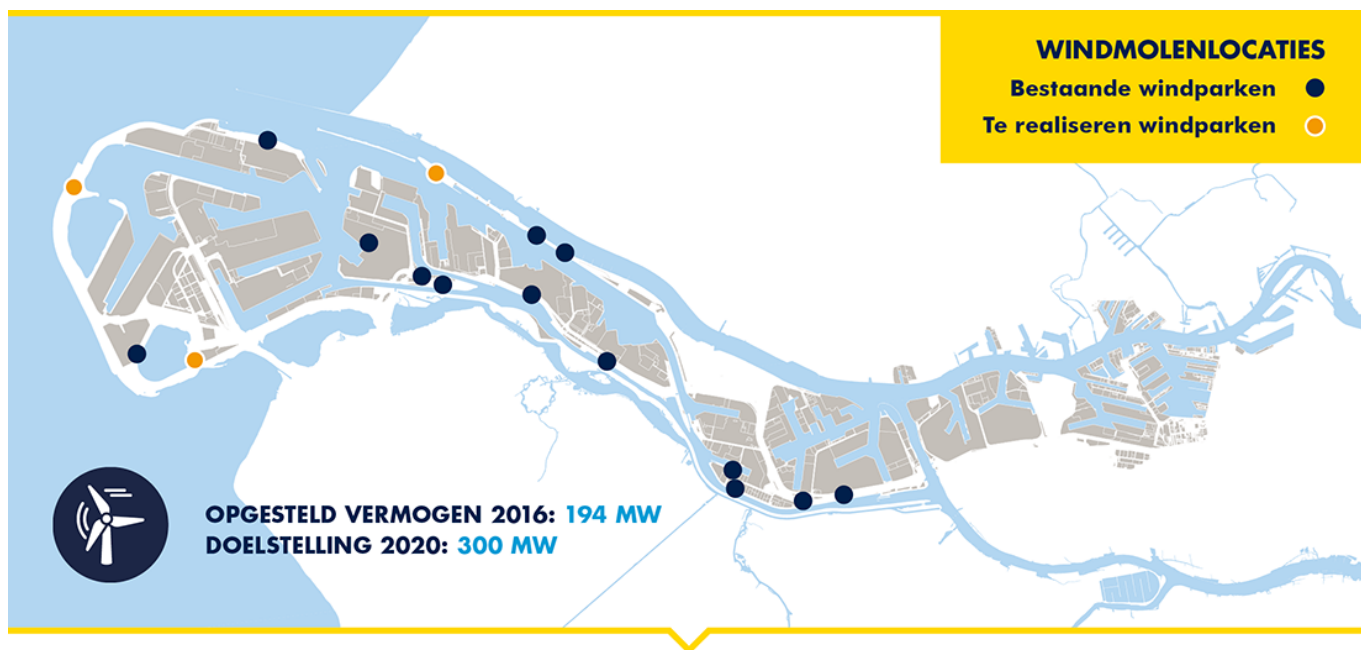 WINDMOLENLOCATIES
Bestaande windparken
Te realiseren windparken
OPGESTELD VERMOGEN 2016: 194 MW
DOELSTELLING 2020: 300 MW